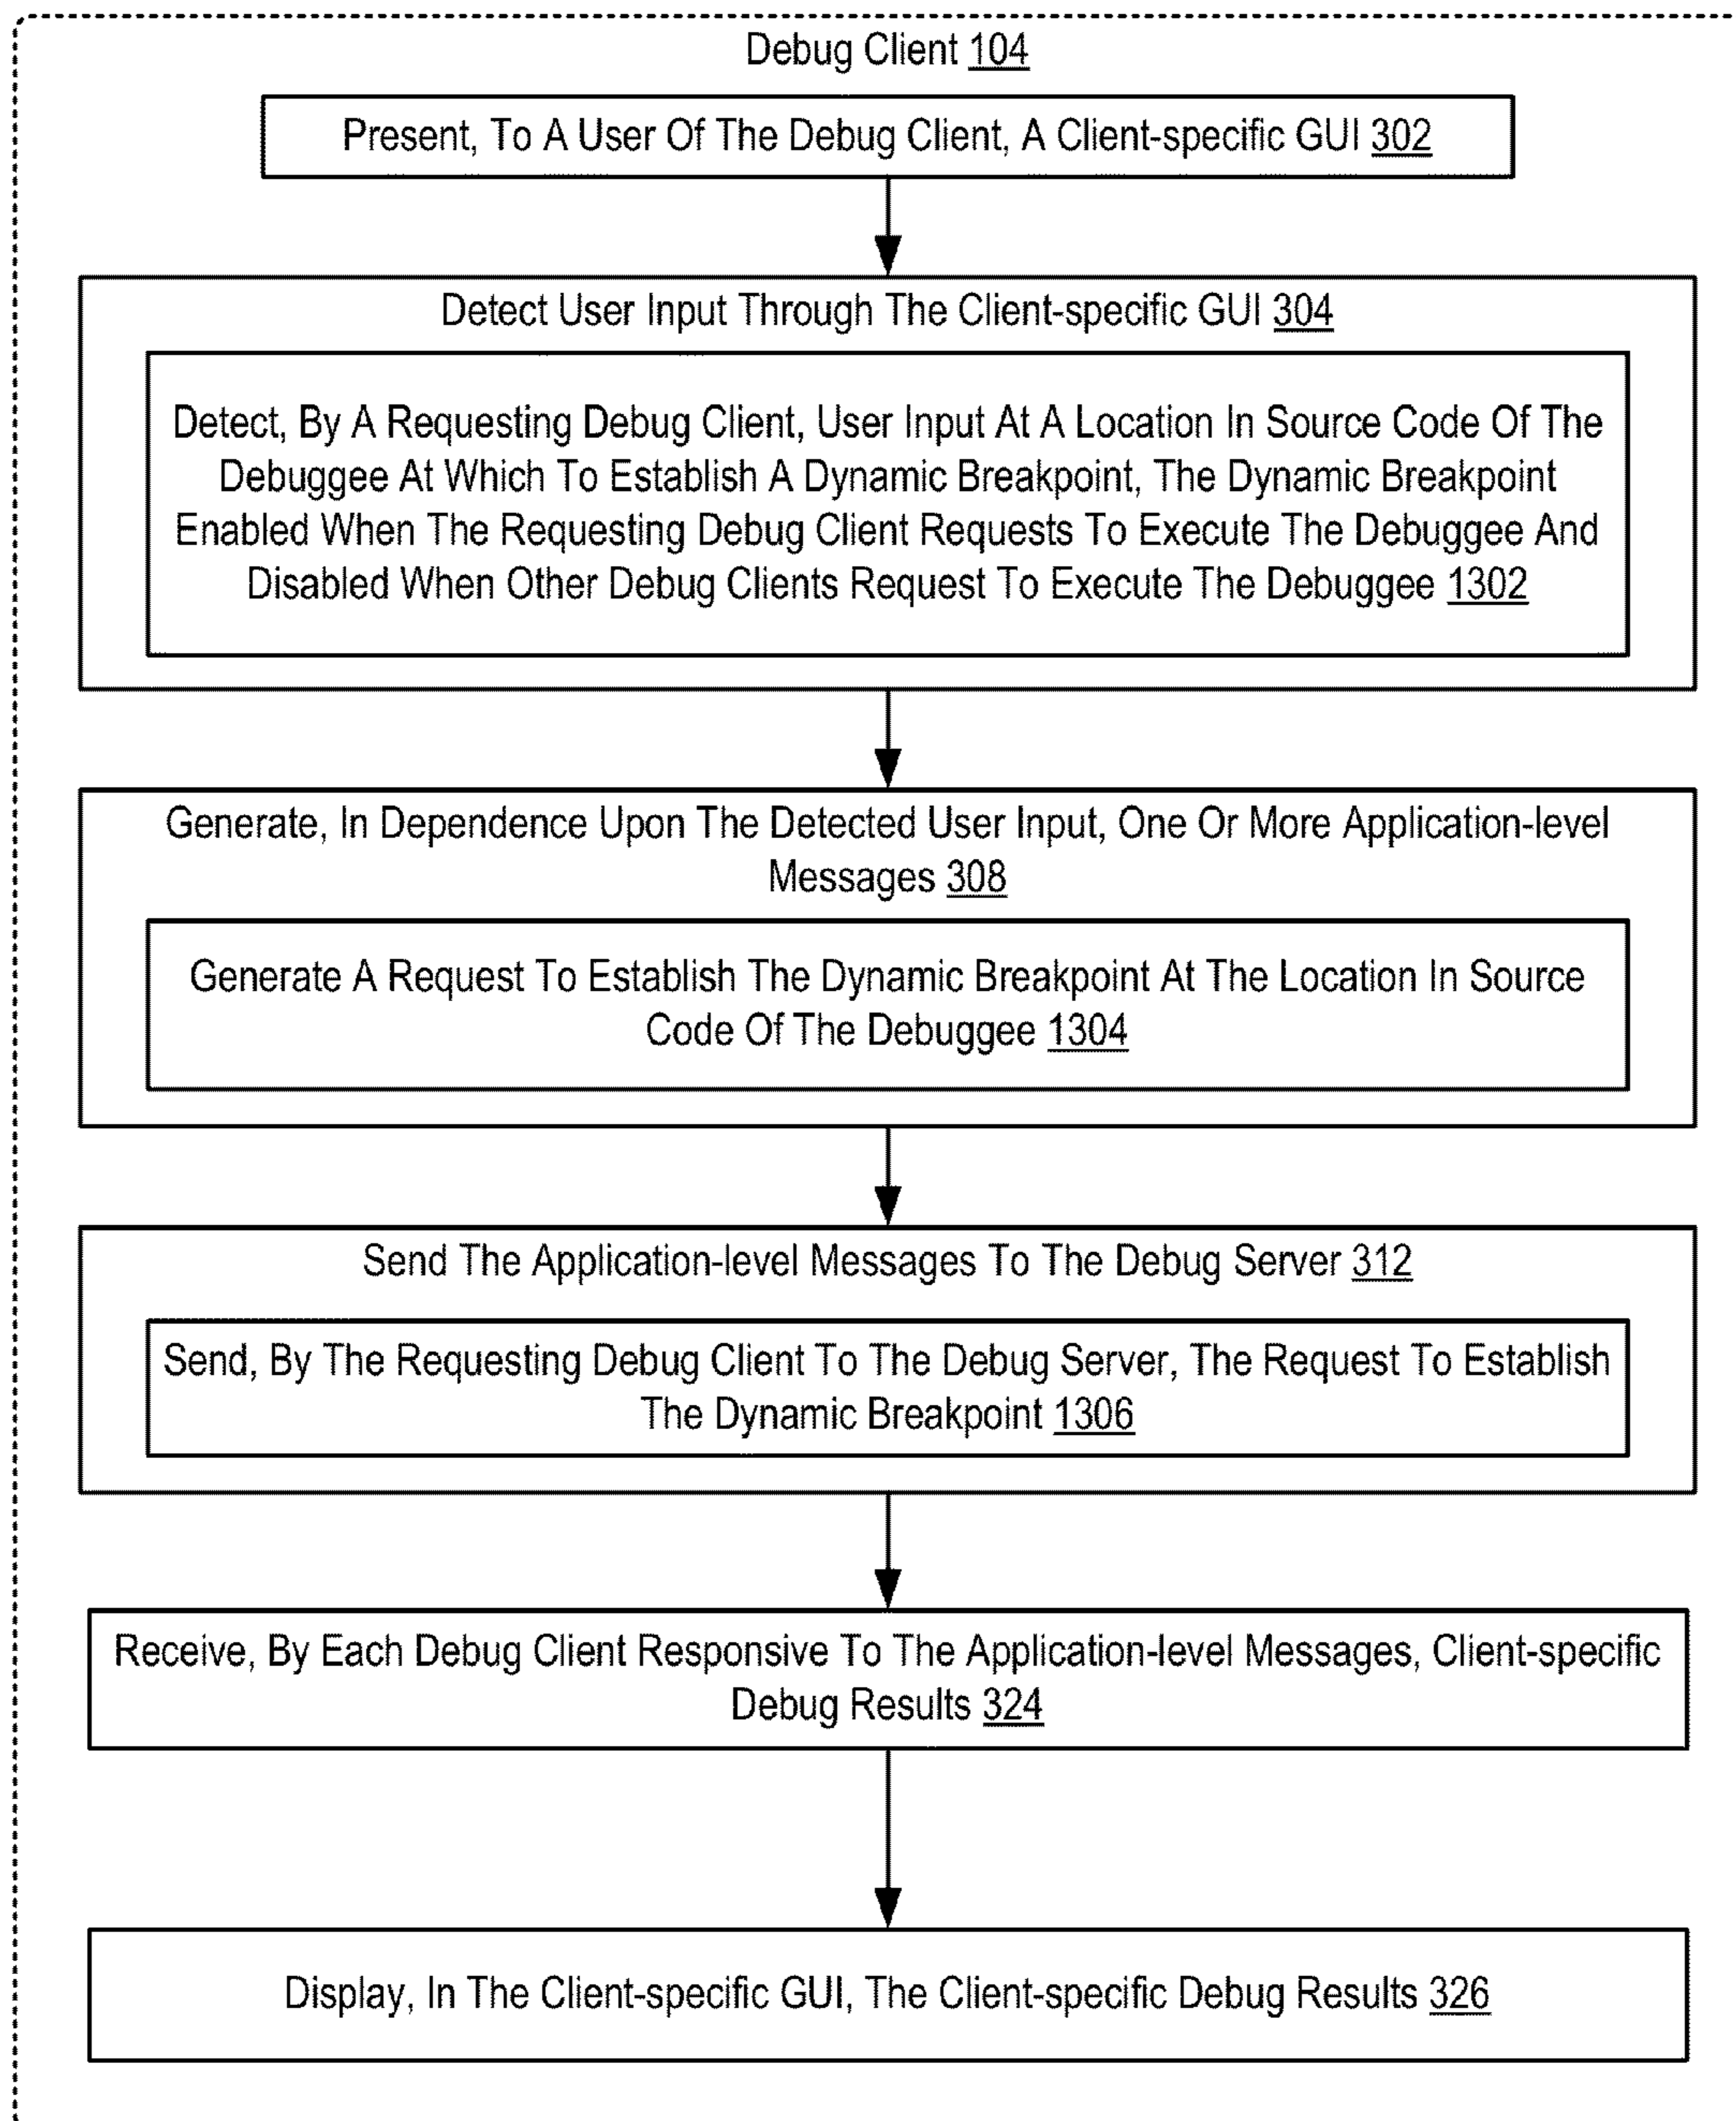 Debug Client 104
Present, To A User Of The Debug Client, A Client-specific GUI 302
Detect User Input Through The Client-specific GUI 304
Detect, By A Requesting Debug Client, User Input At A Location In Source Code Of The
Debuggee At Which To Establish A Dynamic Breakpoint, The Dynamic Breakpoint
Enabled When The Requesting Debug Client Requests To Execute The Debuggee And
Disabled When Other Debug Clients Request To Execute The Debuggee 1302
Generate, In Dependence Upon The Detected User Input, One Or More Application-level
Messages 308
Generate A Request To Establish The Dynamic Breakpoint At The Location In Source
Code Of The Debuggee 1304
Send The Application-level Messages To The Debug Server 312
Send, By The Requesting Debug Client To The Debug Server, The Request To Establish
The Dynamic Breakpoint 1306
Receive, By Each Debug Client Responsive To The Application-level Messages, Client-specific
Debug Results 324
Display, In The Client-specific GUI, The Client-specific Debug Results 326